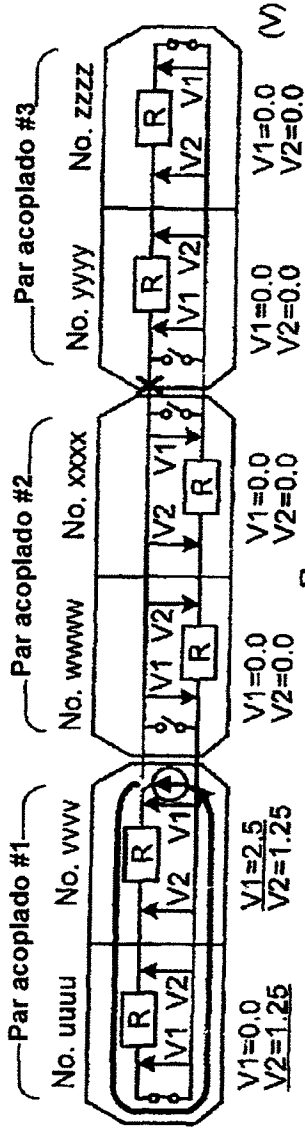 Par acoplado #1
Par acoplado #2
Par acoplado #3
No. uuuu
No. vvvv
No. wwww
No. xxxx
No. yyyy
No. zzzz
R
R
R
R
R
R
V1
V2
V2
V1
V1
V2
V2
V1
V1
V2
V2
V1
V1=0.0
V2=1.25
V1=2.5
V2=1.25
V1=0.0
V2=0.0
V1=0.0
V2=0.0
V1=0.0
V2=0.0
V1=0.0
V2=0.0
(V)